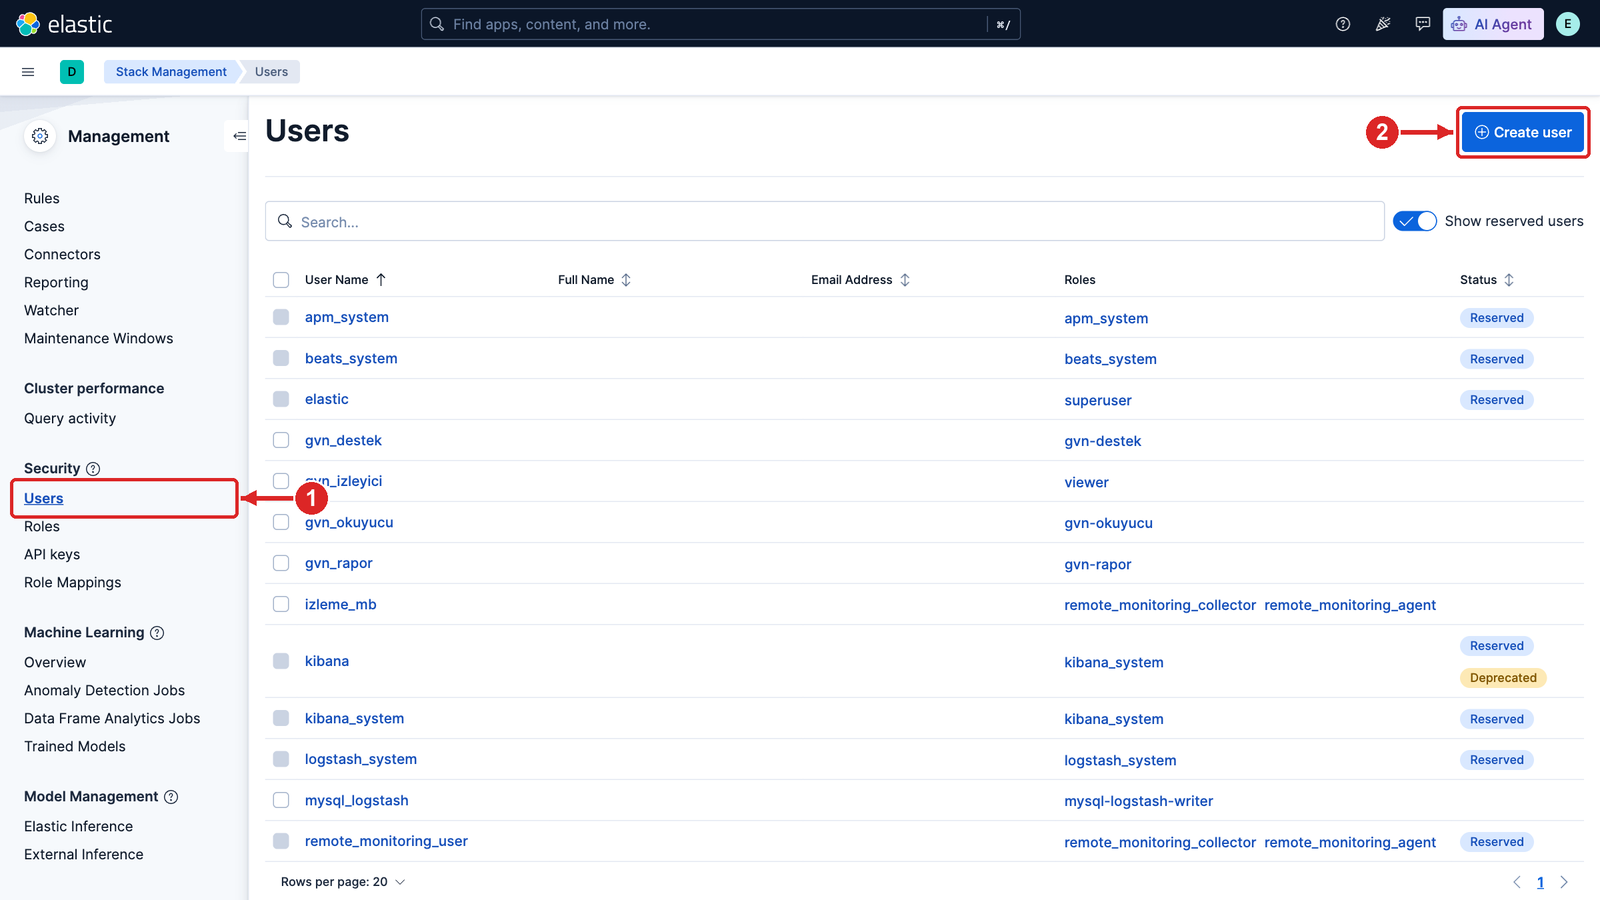 elastic
Find apps, content, and more.
⌘/
AI Agent
E
D
Stack Management
Users
Management
Rules
Cases
Connectors
Reporting
Watcher
Maintenance Windows
Cluster performance
Query activity
Security
Users
Roles
API keys
Role Mappings
Machine Learning
Overview
Anomaly Detection Jobs
Data Frame Analytics Jobs
Trained Models
Model Management
Elastic Inference
External Inference
1
Users
2
Create user
Search...
Show reserved users
User Name Full Name Email Address Roles Status
apm_system apm_system Reserved
beats_system beats_system Reserved
elastic superuser Reserved
gvn_destek gvn-destek
gvn_izleyici viewer
gvn_okuyucu gvn-okuyucu
gvn_rapor gvn-rapor
izleme_mb remote_monitoring_collector remote_monitoring_agent
kibana kibana_system Reserved
Deprecated
kibana_system kibana_system Reserved
logstash_system logstash_system Reserved
mysql_logstash mysql-logstash-writer
remote_monitoring_user remote_monitoring_collector remote_monitoring_agent Reserved
Rows per page: 20
1